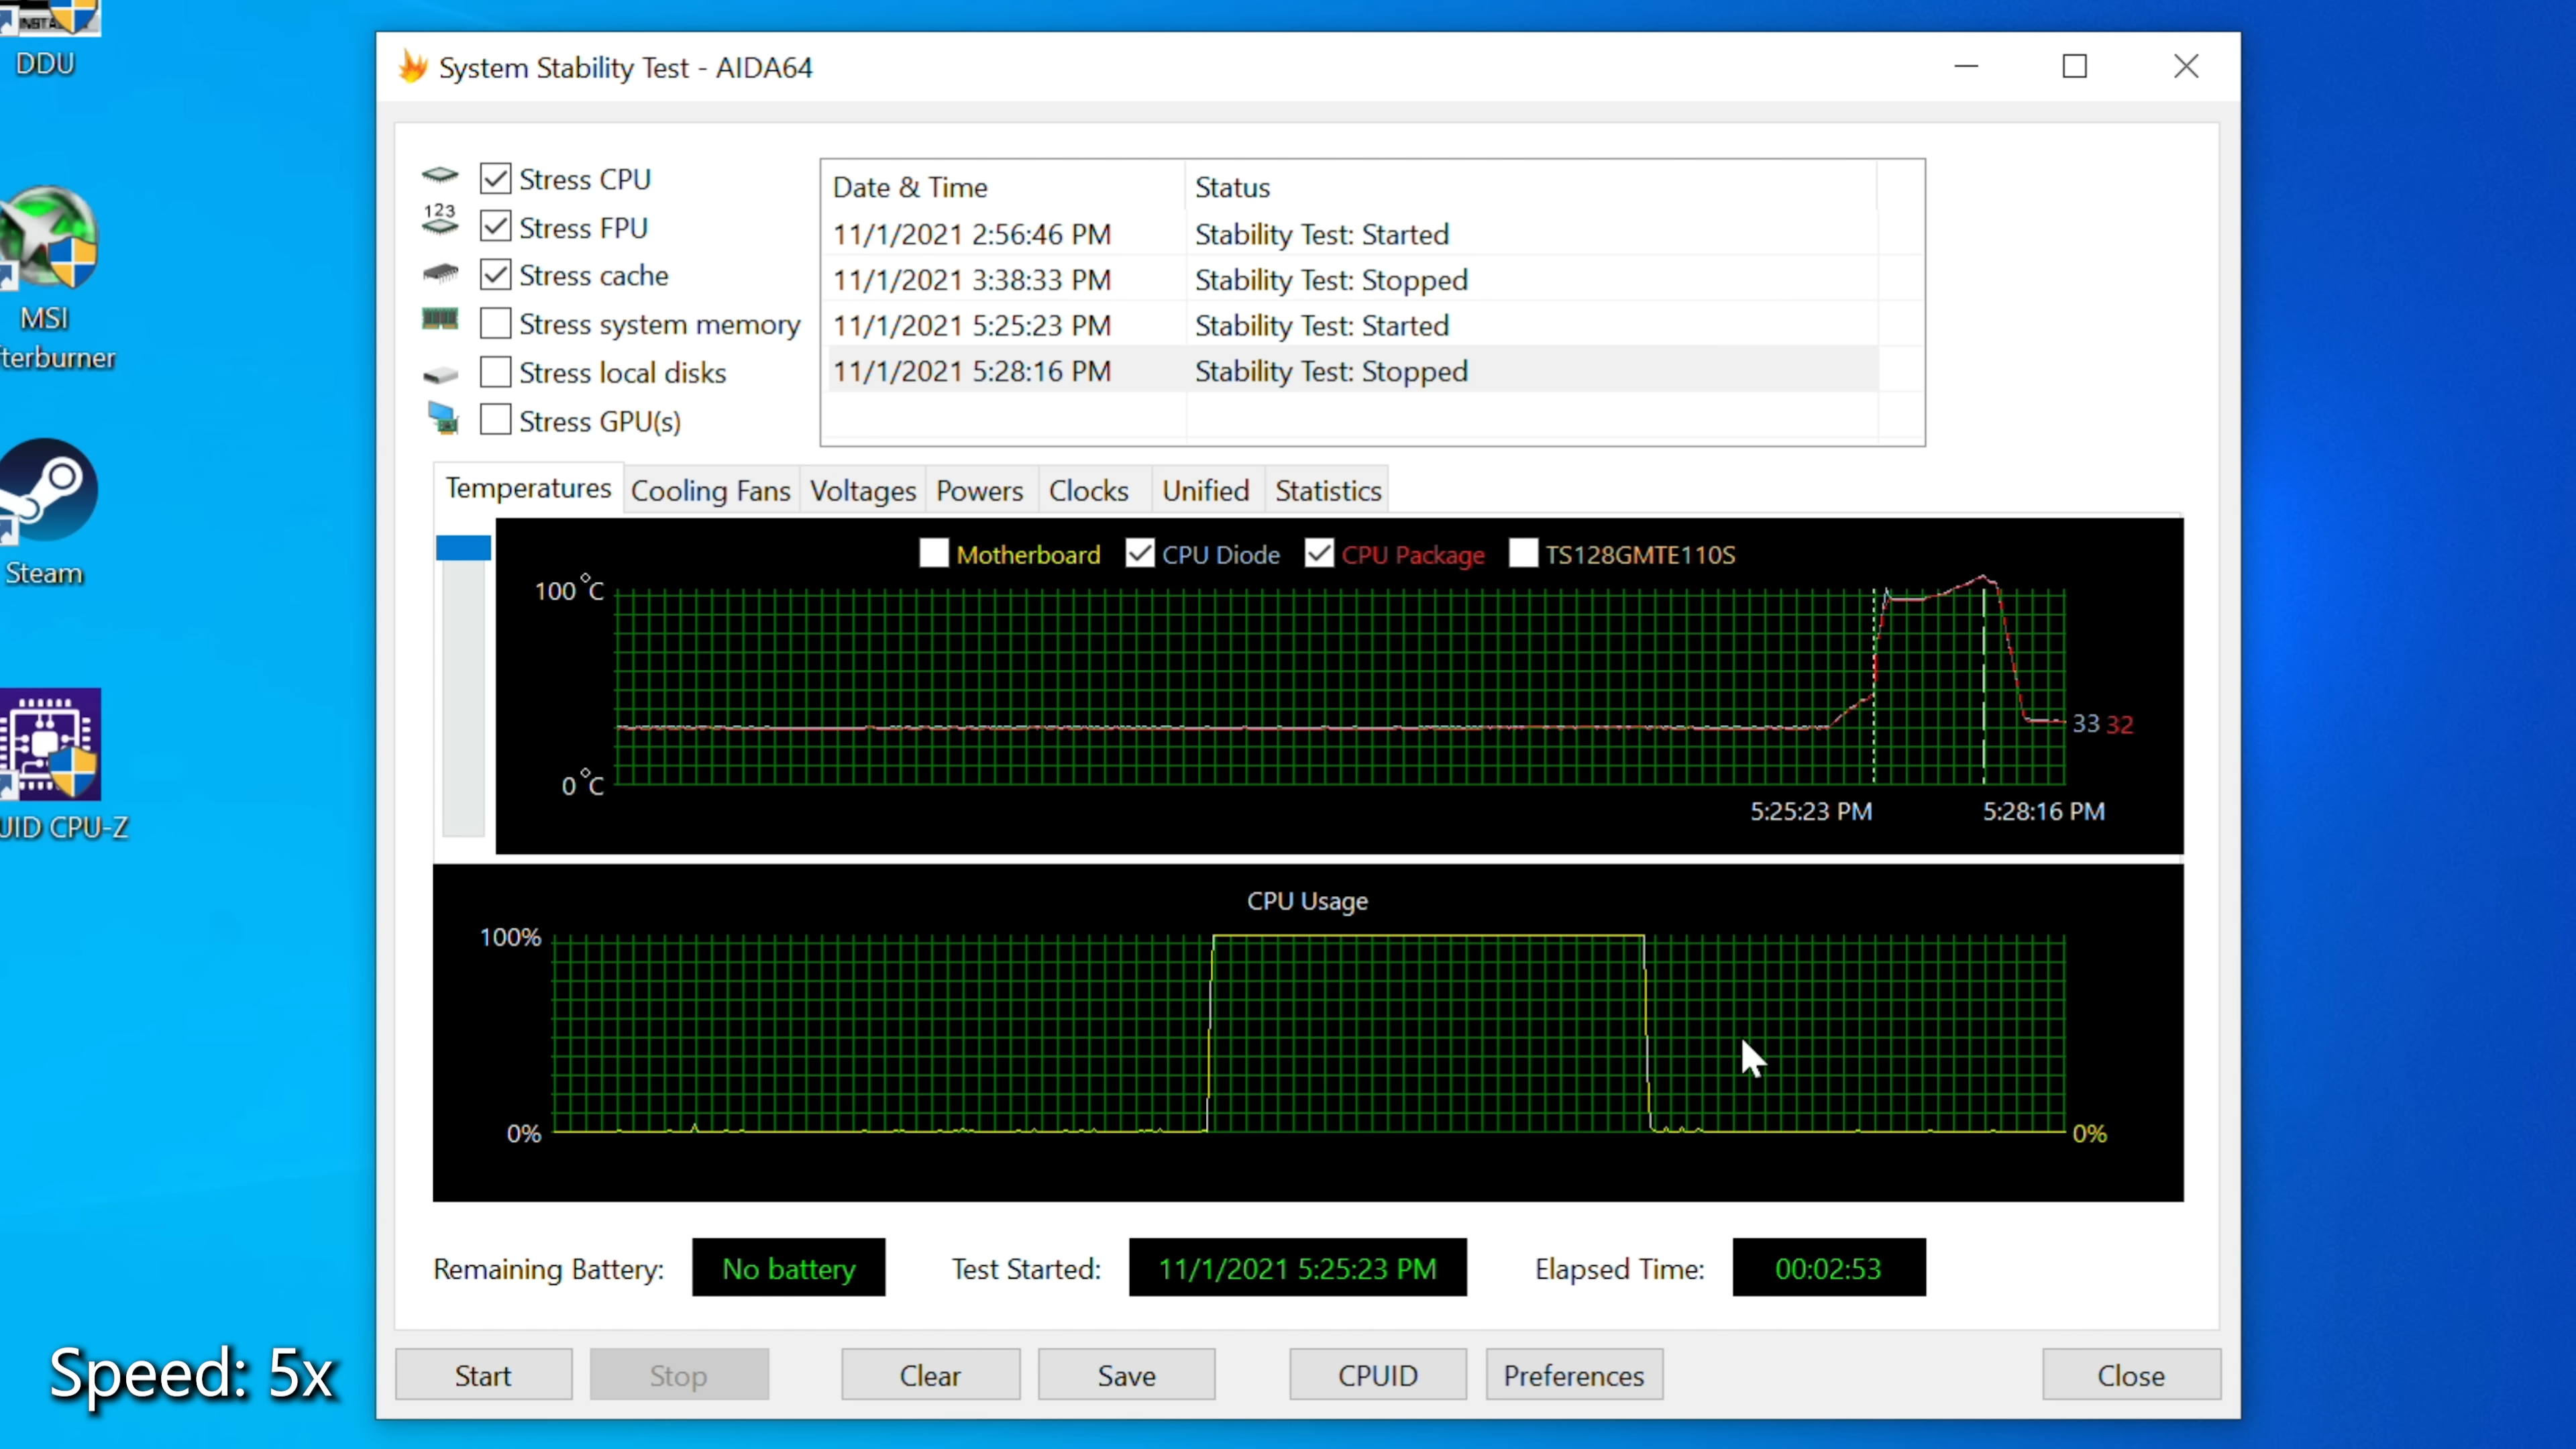 DDU
MSI
fterburner
Steam
UID CPU-Z
System Stability Test - AIDA64
Stress CPU
123
Stress FPU
Stress cache
Stress system memory
Stress local disks
Stress GPU(s)
Date & Time Status
11/1/2021 2:56:46 PM Stability Test: Started
11/1/2021 3:38:33 PM Stability Test: Stopped
11/1/2021 5:25:23 PM Stability Test: Started
11/1/2021 5:28:16 PM Stability Test: Stopped
Temperatures Cooling Fans Voltages Powers Clocks Unified Statistics
Motherboard CPU Diode CPU Package TS128GMTE110S
100°C
33 32
0°C
5:25:23 PM 5:28:16 PM
CPU Usage
100%
0% 0%
Remaining Battery: No battery Test Started: 11/1/2021 5:25:23 PM Elapsed Time: 00:02:53
Start Stop Clear Save CPUID Preferences Close
Speed: 5x